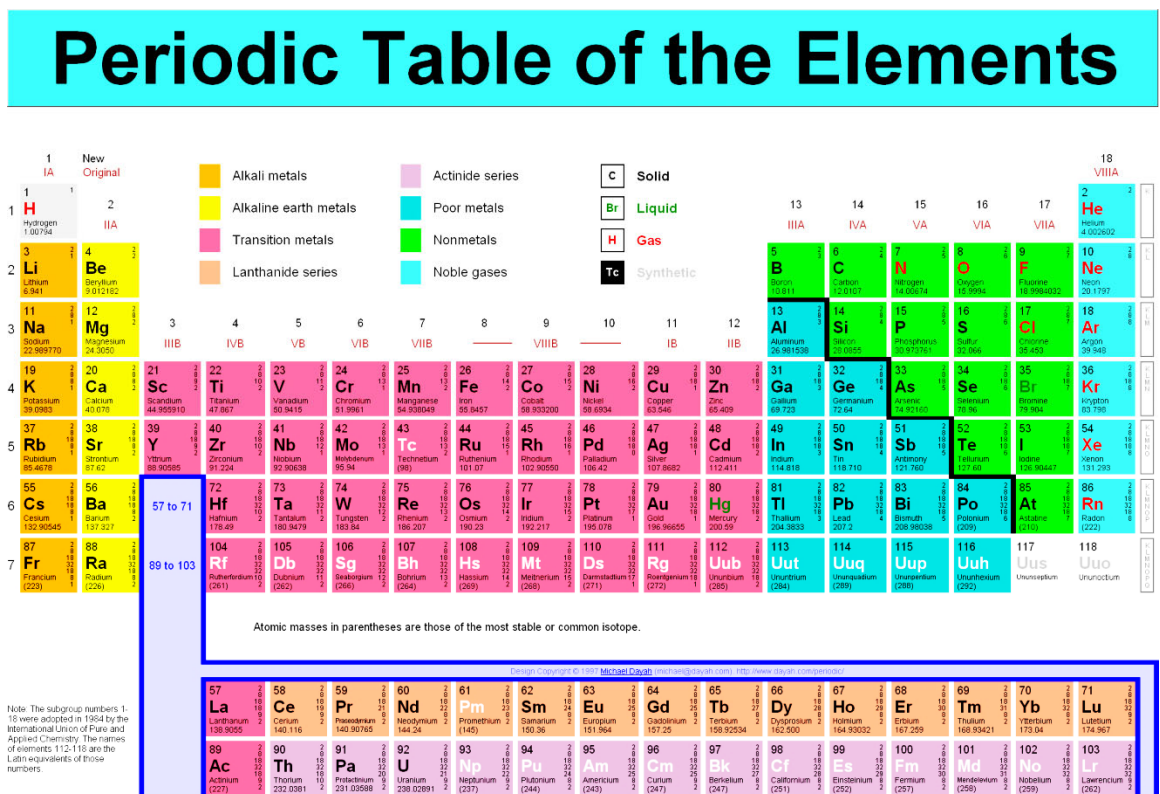 Periodic Table of the Elements
1 New 18
IA Original VIIIA
Alkali metals Actinide series C Solid
Alkaline earth metals Poor metals Br Liquid
Transition metals Nonmetals H Gas
Lanthanide series Noble gases Tc Synthetic
2 13 14 15 16 17
IIA IIIA IVA VA VIA VIIA
1 2
1 H He
Hydrogen Helium
1.00794 4.002602
3 4 5 6 7 8 9 10
2 Li Be B C N O F Ne
Lithium Beryllium Boron Carbon Nitrogen Oxygen Fluorine Neon
6.941 9.012182 10.811 12.0107 14.00674 15.9994 18.9984032 20.1797
11 12 13 14 15 16 17 18
3 Na Mg Al Si P S Cl Ar
Sodium Magnesium Aluminum Silicon Phosphorus Sulfur Chlorine Argon
22.989770 24.3050 26.981538 28.0855 30.973761 32.066 35.453 39.948
3 4 5 6 7 8 9 10 11 12
IIIB IVB VB VIB VIIB VIIIB IB IIB
19 20 21 22 23 24 25 26 27 28 29 30 31 32 33 34 35 36
4 K Ca Sc Ti V Cr Mn Fe Co Ni Cu Zn Ga Ge As Se Br Kr
Potassium Calcium Scandium Titanium Vanadium Chromium Manganese Iron Cobalt Nickel Copper Zinc Gallium Germanium Arsenic Selenium Bromine Krypton
39.0983 40.078 44.955910 47.867 50.9415 51.9961 54.938049 55.8457 58.933200 58.6934 63.546 65.409 69.723 72.64 74.92160 78.96 79.904 83.798
37 38 39 40 41 42 43 44 45 46 47 48 49 50 51 52 53 54
5 Rb Sr Y Zr Nb Mo Tc Ru Rh Pd Ag Cd In Sn Sb Te I Xe
Rubidium Strontium Yttrium Zirconium Niobium Molybdenum Technetium Ruthenium Rhodium Palladium Silver Cadmium Indium Tin Antimony Tellurium Iodine Xenon
85.4678 87.62 88.90585 91.224 92.90638 95.94 (98) 101.07 102.90550 106.42 107.8682 112.411 114.818 118.710 121.760 127.60 126.90447 131.293
55 56 57 to 71 72 73 74 75 76 77 78 79 80 81 82 83 84 85 86
6 Cs Ba Hf Ta W Re Os Ir Pt Au Hg Tl Pb Bi Po At Rn
Cesium Barium Hafnium Tantalum Tungsten Rhenium Osmium Iridium Platinum Gold Mercury Thallium Lead Bismuth Polonium Astatine Radon
132.90545 137.327 178.49 180.9479 183.84 186.207 190.23 192.217 195.078 196.96655 200.59 204.3833 207.2 208.98038 (209) (210) (222)
87 88 89 to 103 104 105 106 107 108 109 110 111 112 113 114 115 116 117 118
7 Fr Ra Rf Db Sg Bh Hs Mt Ds Rg Uub Uut Uuq Uup Uuh Uus Uuo
Francium Radium Rutherfordium Dubnium Seaborgium Bohrium Hassium Meitnerium Darmstadtium Roentgenium Ununbium Ununtrium Ununquadium Ununpentium Ununhexium Ununseptium Ununoctium
(223) (226) (261) (262) (266) (264) (269) (268) (271) (272) (285) (284) (289) (288) (292)
Atomic masses in parentheses are those of the most stable or common isotope.
Design Copyright © 1997 Michael Dayah (michael@dayah.com) http://www.dayah.com/periodic/
Note: The subgroup numbers 1-
18 were adopted in 1984 by the
International Union of Pure and
Applied Chemistry. The names
of elements 112-118 are the
Latin equivalents of those
numbers.
57 58 59 60 61 62 63 64 65 66 67 68 69 70 71
La Ce Pr Nd Pm Sm Eu Gd Tb Dy Ho Er Tm Yb Lu
Lanthanum Cerium Praseodymium Neodymium Promethium Samarium Europium Gadolinium Terbium Dysprosium Holmium Erbium Thulium Ytterbium Lutetium
138.9055 140.116 140.90765 144.24 (145) 150.36 151.964 157.25 158.92534 162.500 164.93032 167.259 168.93421 173.04 174.967
89 90 91 92 93 94 95 96 97 98 99 100 101 102 103
Ac Th Pa U Np Pu Am Cm Bk Cf Es Fm Md No Lr
Actinium Thorium Protactinium Uranium Neptunium Plutonium Americium Curium Berkelium Californium Einsteinium Fermium Mendelevium Nobelium Lawrencium
(227) 232.0381 231.03588 238.02891 (237) (244) (243) (247) (247) (251) (252) (257) (258) (259) (262)